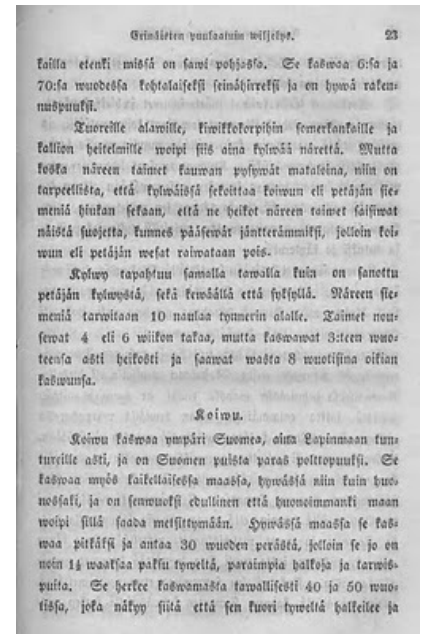 Erinäisten puulaatuin wiljelys. 23
kailla etenki missä on sawi pohjassa. Se kaswaa 6:sa ja
70:sa wuodessa kohtalaiseksi seinähirreksi ja on hywä raken-
nuspuuksi.
Tuoreille alawille, kiwikkokorpihin somerkankaille ja
kallion heitelmille woipi siis aina kylwää närettä. Mutta
koska näreen taimet kauwan pysywät mataloina, niin on
tarpeellista, että kylwäissä sekoittaa koiwun eli petäjän sie-
meniä hiukan sekaan, että ne heikot näreen taimet saisiwat
näistä suojetta, kunnes pääsewät jäntterämmiksi, jolloin koi-
wun eli petäjän wesat raiwataan pois.
Kylwy tapahtuu samalla tawalla kuin on sanottu
petäjän kylwystä, sekä kewäällä että syksyllä. Näreen sie-
meniä tarwitaan 10 naulaa tynnerin alalle. Taimet nou-
sewat 4 eli 6 wiikon takaa, mutta kaswawat 3:teen wuo-
teensa asti heikosti ja saawat wasta 8 wuotisina oikian
kaswunsa.
Koiwu.
Koiwu kaswaa ympäri Suomea, aina Lapinmaan tun-
tureille asti, ja on Suomen puista paras polttopuuksi. Se
kaswaa myös kaikellaisessa maassa, hywässä niin kuin huo-
nossaki, ja on senwuoksi edullinen että huonoimmanki maan
woipi sillä saada metsittymään. Hywässä maassa se kas-
waa pitkäksi ja antaa 30 wuoden perästä, jolloin se jo on
noin 1½ waaksaa paksu tyweltä, paraimpia halkoja ja tarwis-
puita. Se herkee kaswamasta tawallisesti 40 ja 50 wuo-
tissa, joka näkyy siitä että sen kuori tyweltä halkeilee ja